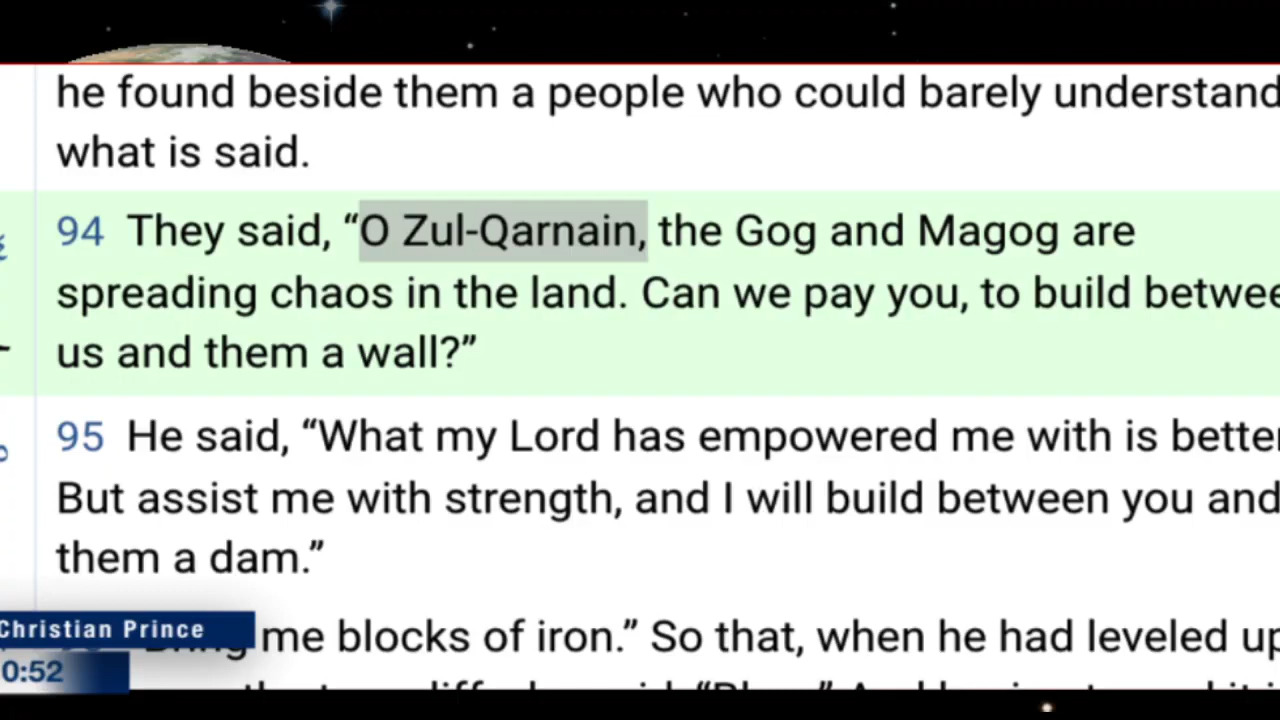 he found beside them a people who could barely understand
what is said.
94 They said, “O Zul-Qarnain, the Gog and Magog are
spreading chaos in the land. Can we pay you, to build betwee
us and them a wall?”
95 He said, “What my Lord has empowered me with is better
But assist me with strength, and I will build between you and
them a dam.”
me blocks of iron.” So that, when he had leveled up
Christian Prince
0:52